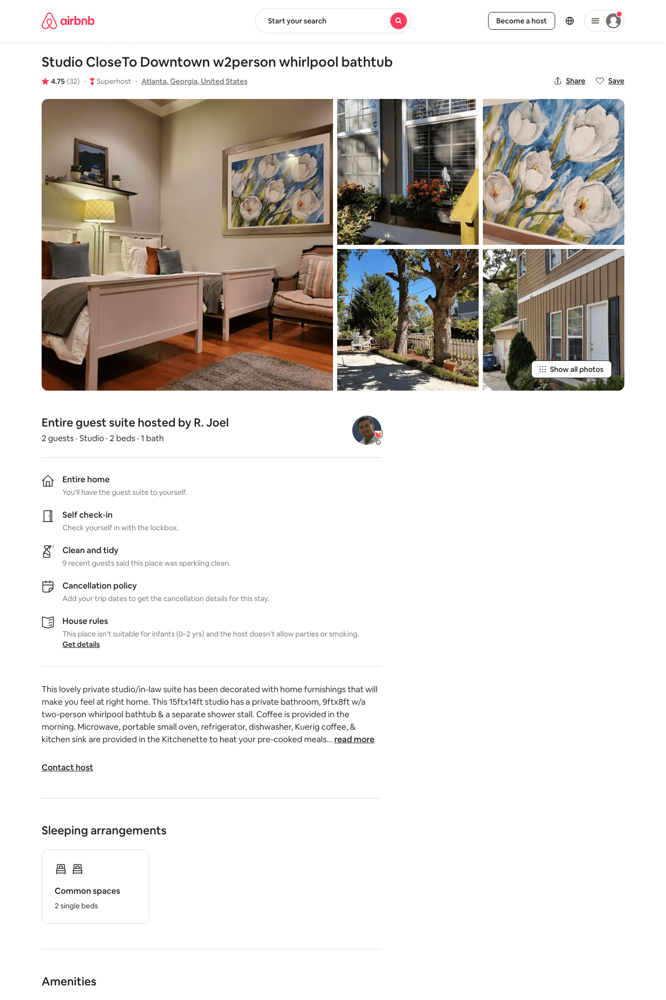 airbnb
Start your search
Become a host
Studio CloseTo Downtown w2person whirlpool bathtub
4.75 (32) · Superhost · Atlanta, Georgia, United States
Share
Save
Show all photos
Entire guest suite hosted by R. Joel
2 guests · Studio · 2 beds · 1 bath
Entire home
You’ll have the guest suite to yourself.
Self check-in
Check yourself in with the lockbox.
Clean and tidy
9 recent guests said this place was sparkling clean.
Cancellation policy
Add your trip dates to get the cancellation details for this stay.
House rules
This place isn’t suitable for infants (0–2 yrs) and the host doesn’t allow parties or smoking.
Get details
This lovely private studio/in-law suite has been decorated with home furnishings that will
make you feel at right home. This 15ftx14ft studio has a private bathroom, 9ftx8ft w/a
two-person whirlpool bathtub & a separate shower stall. Coffee is provided in the
morning. Microwave, portable small oven, refrigerator, dishwasher, Kuerig coffee, &
kitchen sink are provided in the Kitchenette to heat your pre-cooked meals... read more
Contact host
Sleeping arrangements
Common spaces
2 single beds
Amenities